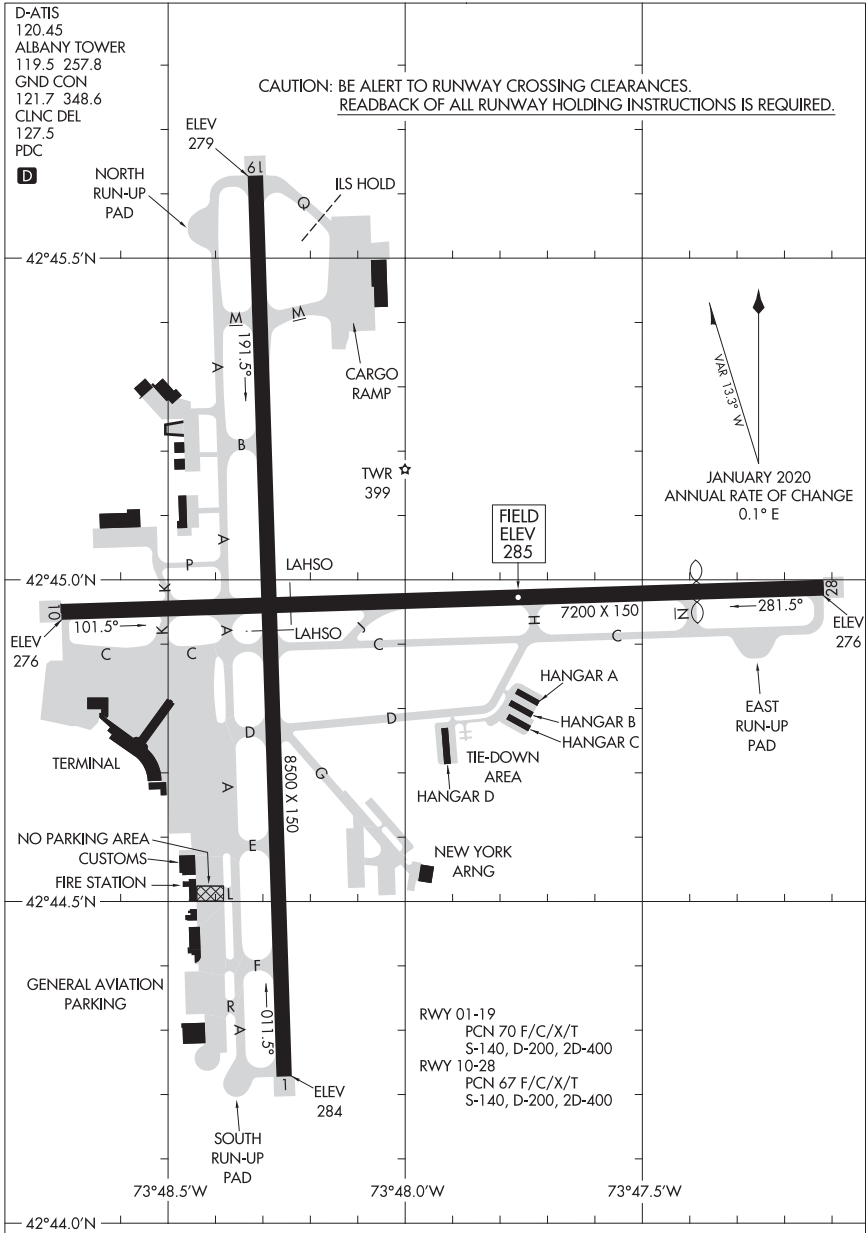 D-ATIS
120.45
ALBANY TOWER
119.5 257.8
GND CON
121.7 348.6
CLNC DEL
127.5
PDC
D
CAUTION: BE ALERT TO RUNWAY CROSSING CLEARANCES.
READBACK OF ALL RUNWAY HOLDING INSTRUCTIONS IS REQUIRED.
ELEV
279
19
NORTH
RUN-UP
PAD
ILS HOLD
Q
42°45.5'N
M
M
191.5°
A
CARGO
RAMP
VAR 13.3° W
JANUARY 2020
ANNUAL RATE OF CHANGE
0.1° E
B
TWR
399
FIELD
ELEV
285
A
P
LAHSO
42°45.0'N
K
10
28
7200 X 150
281.5°
N
101.5°
K
A
LAHSO
J
H
ELEV
276
ELEV
276
C
C
C
C
HANGAR A
HANGAR B
HANGAR C
EAST
RUN-UP
PAD
D
D
TERMINAL
TIE-DOWN
AREA
HANGAR D
8500 X 150
A
Q
NO PARKING AREA
CUSTOMS
FIRE STATION
E
NEW YORK
ARNG
L
42°44.5'N
F
GENERAL AVIATION
PARKING
R
A
011.5°
RWY 01-19
PCN 70 F/C/X/T
S-140, D-200, 2D-400
RWY 10-28
PCN 67 F/C/X/T
S-140, D-200, 2D-400
1
ELEV
284
SOUTH
RUN-UP
PAD
73°48.5'W
73°48.0'W
73°47.5'W
42°44.0'N